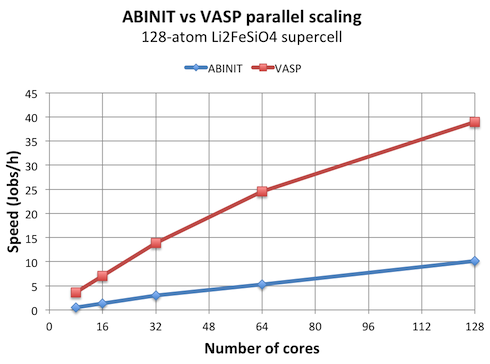 ABINIT vs VASP parallel scaling
128-atom Li2FeSiO4 supercell
ABINIT VASP
45
40
35
30
25
20
15
10
5
0
Speed (Jobs/h)
0 16 32 48 64 80 96 112 128
Number of cores